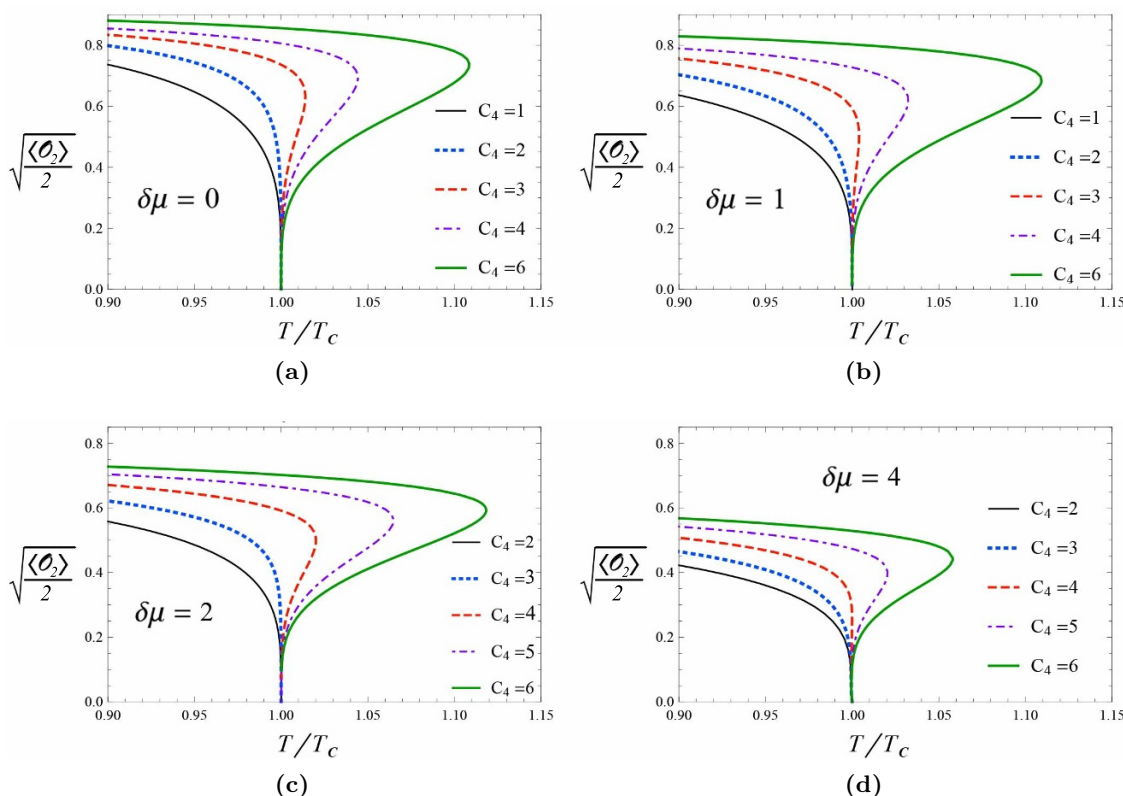 0.8
0.6
0.4
0.2
0.0
√⟨𝒪₂⟩/2
δμ = 0
C₄ =1
C₄ =2
C₄ =3
C₄ =4
C₄ =6
0.90 0.95 1.00 1.05 1.10 1.15
T/T_C
(a)
0.8
0.6
0.4
0.2
0.0
√⟨𝒪₂⟩/2
δμ = 1
C₄ =1
C₄ =2
C₄ =3
C₄ =4
C₄ =6
0.90 0.95 1.00 1.05 1.10 1.15
T/T_C
(b)
0.8
0.6
0.4
0.2
0.0
√⟨𝒪₂⟩/2
δμ = 2
C₄ =2
C₄ =3
C₄ =4
C₄ =5
C₄ =6
0.90 0.95 1.00 1.05 1.10 1.15
T/T_C
(c)
0.8
0.6
0.4
0.2
0.0
√⟨𝒪₂⟩/2
δμ = 4
C₄ =2
C₄ =3
C₄ =4
C₄ =5
C₄ =6
0.90 0.95 1.00 1.05 1.10 1.15
T/T_C
(d)